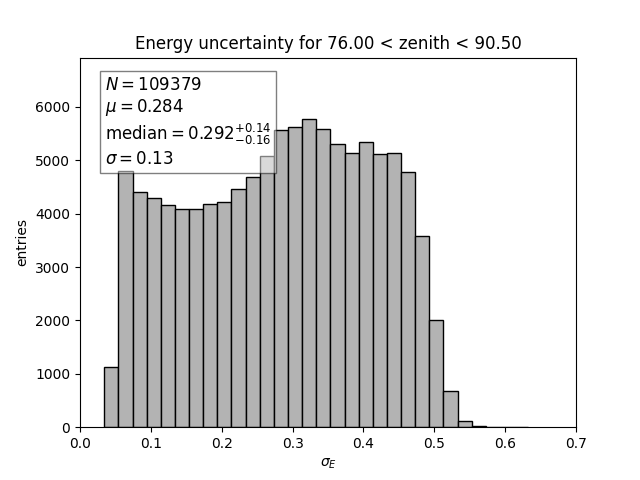 Energy uncertainty for 76.00 < zenith < 90.50
N = 109379
μ = 0.284
median = 0.292 +0.14 −0.16
σ = 0.13
6000
5000
4000
3000
2000
1000
0
entries
0.0 0.1 0.2 0.3 0.4 0.5 0.6 0.7
σ_E